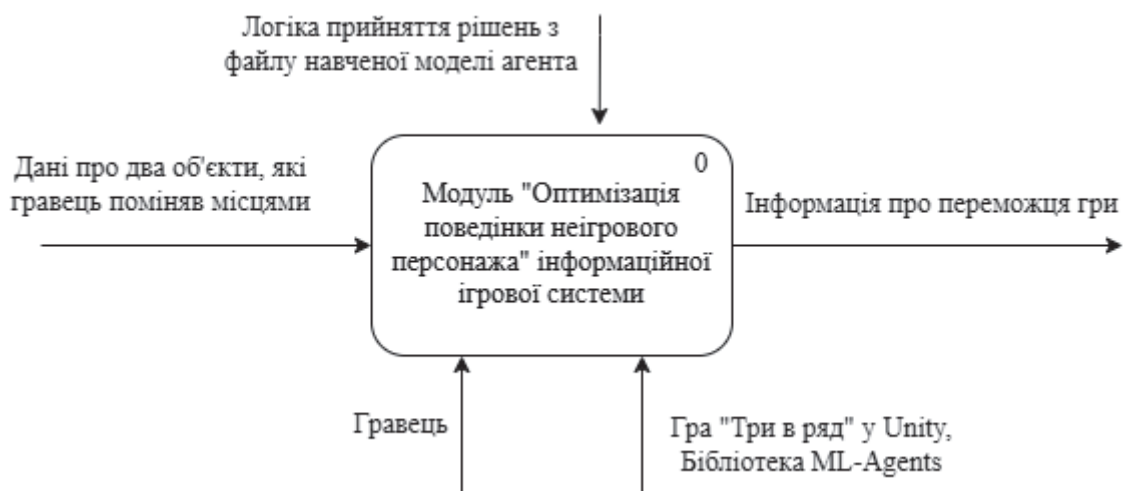 Логіка прийняття рішень з
файлу навченої моделі агента
Дані про два об'єкти, які
гравець поміняв місцями
0
Модуль "Оптимізація
поведінки неігрового
персонажа" інформаційної
ігрової системи
Інформація про переможця гри
Гравець
Гра "Три в ряд" у Unity,
Бібліотека ML-Agents